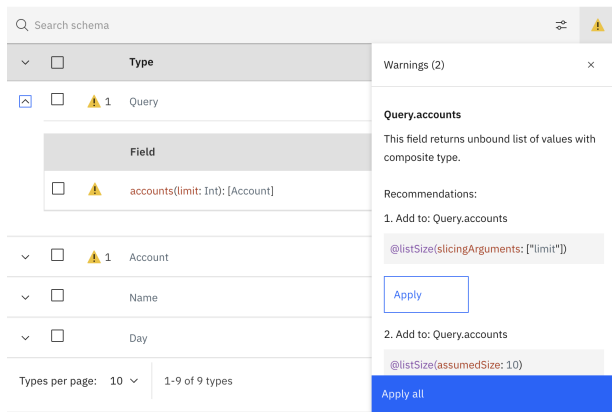 Search schema
Type
1 Query
Field
accounts(limit: Int): [Account]
1 Account
Name
Day
Types per page: 10
1-9 of 9 types
Warnings (2)
Query.accounts
This field returns unbound list of values with
composite type.
Recommendations:
1. Add to: Query.accounts
@listSize(slicingArguments: ["limit"])
Apply
2. Add to: Query.accounts
@listSize(assumedSize: 10)
Apply all